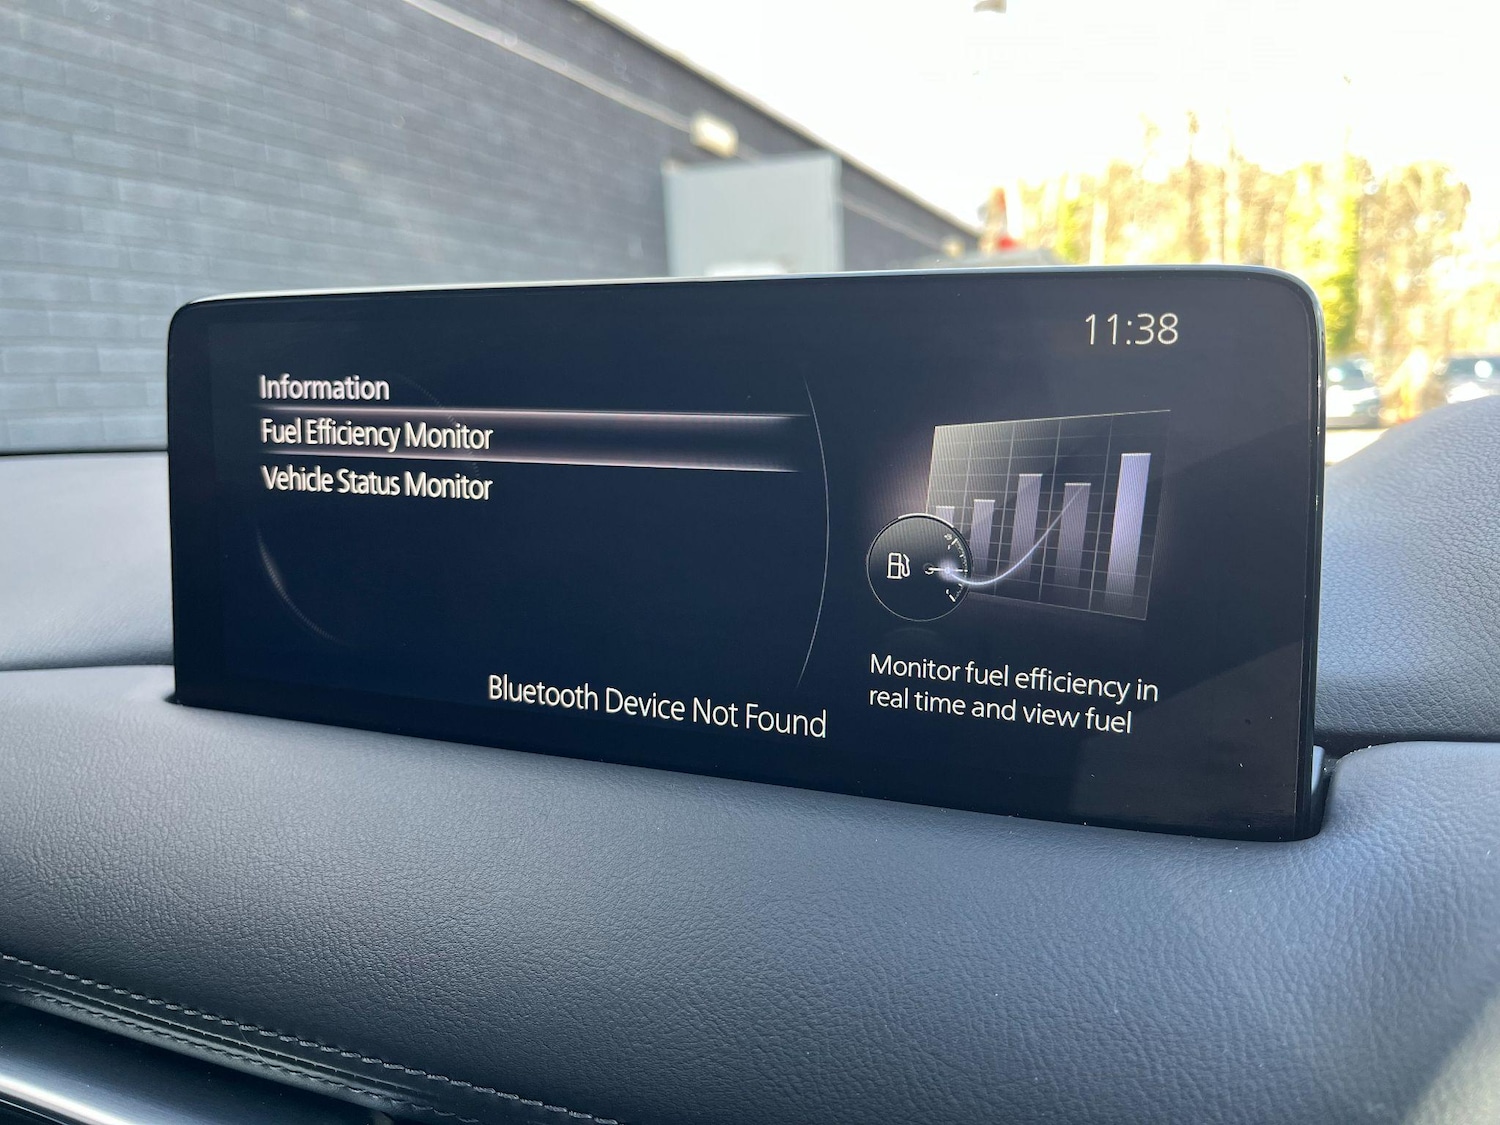 11:38
Information
Fuel Efficiency Monitor
Vehicle Status Monitor
Bluetooth Device Not Found
Monitor fuel efficiency in
real time and view fuel